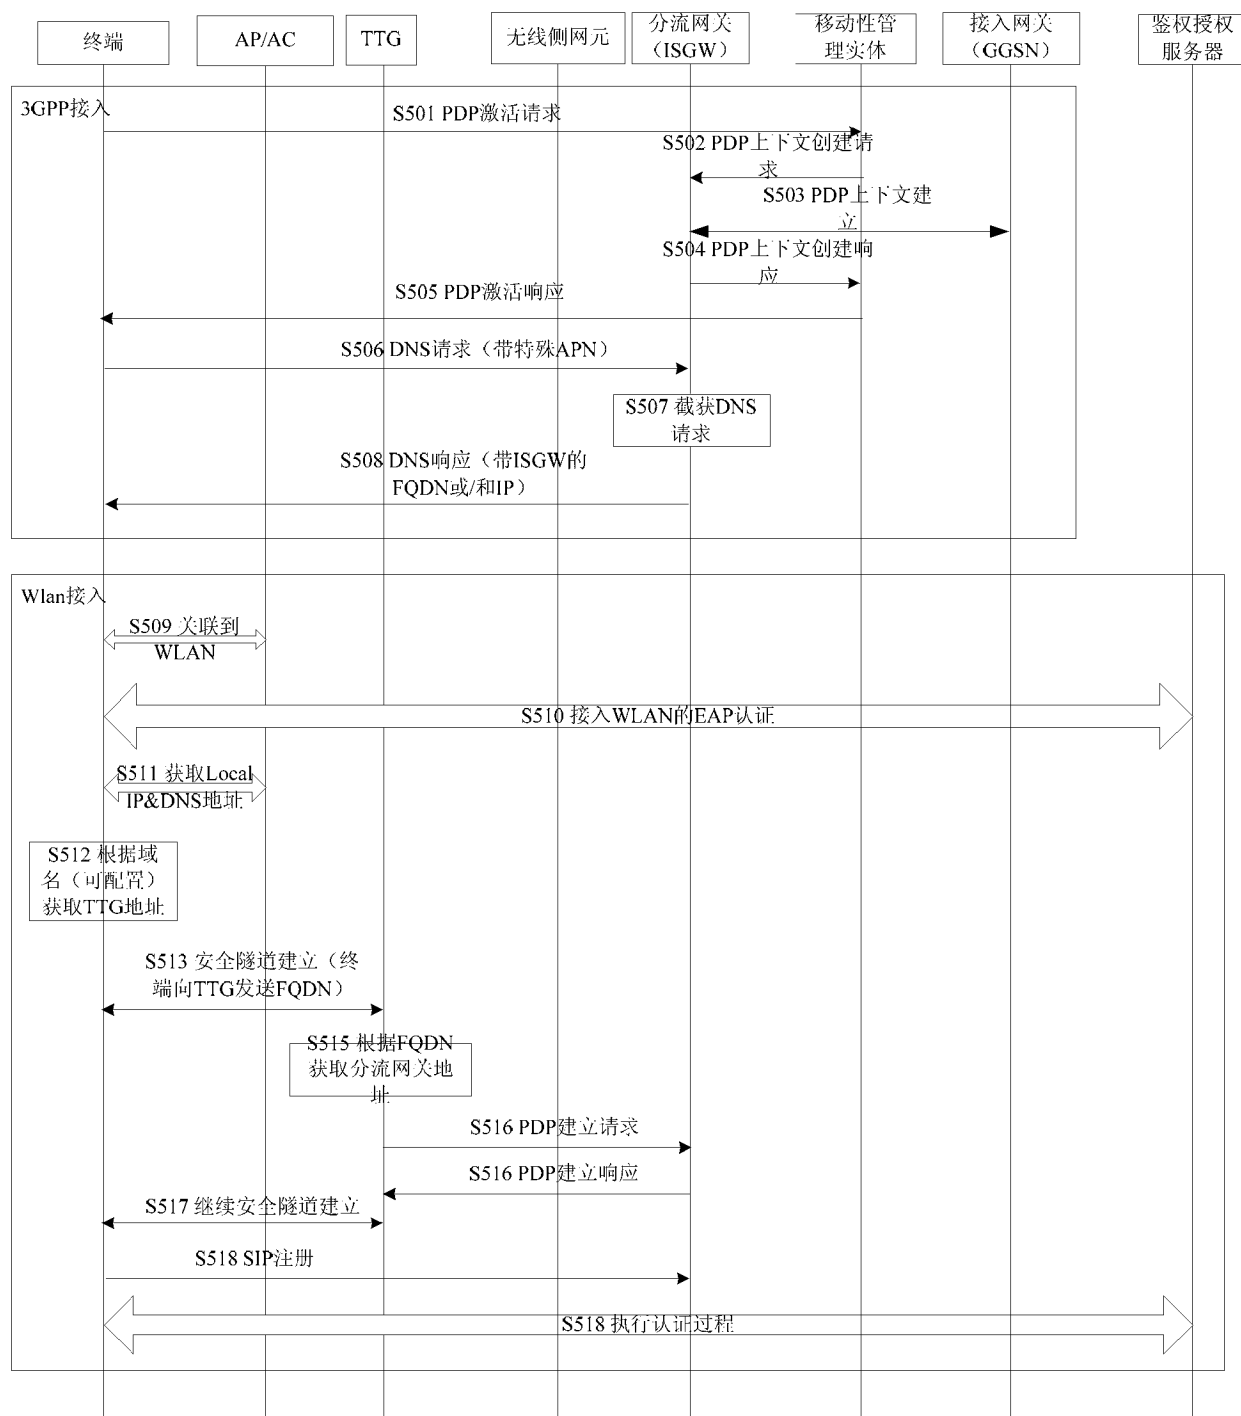 终端
AP/AC
TTG
无线侧网元
分流网关
（ISGW）
移动性管
理实体
接入网关
（GGSN）
鉴权授权
服务器
3GPP接入
S501 PDP激活请求
S502 PDP上下文创建请
求
S503 PDP上下文建
立
S504 PDP上下文创建响
应
S505 PDP激活响应
S506 DNS请求（带特殊APN）
S507 截获DNS
请求
S508 DNS响应（带ISGW的
FQDN或/和IP）
Wlan接入
S509 关联到
WLAN
S510 接入WLAN的EAP认证
S511 获取Local
IP&DNS地址
S512 根据域
名（可配置）
获取TTG地址
S513 安全隧道建立（终
端向TTG发送FQDN）
S515 根据FQDN
获取分流网关地
址
S516 PDP建立请求
S516 PDP建立响应
S517 继续安全隧道建立
S518 SIP注册
S518 执行认证过程